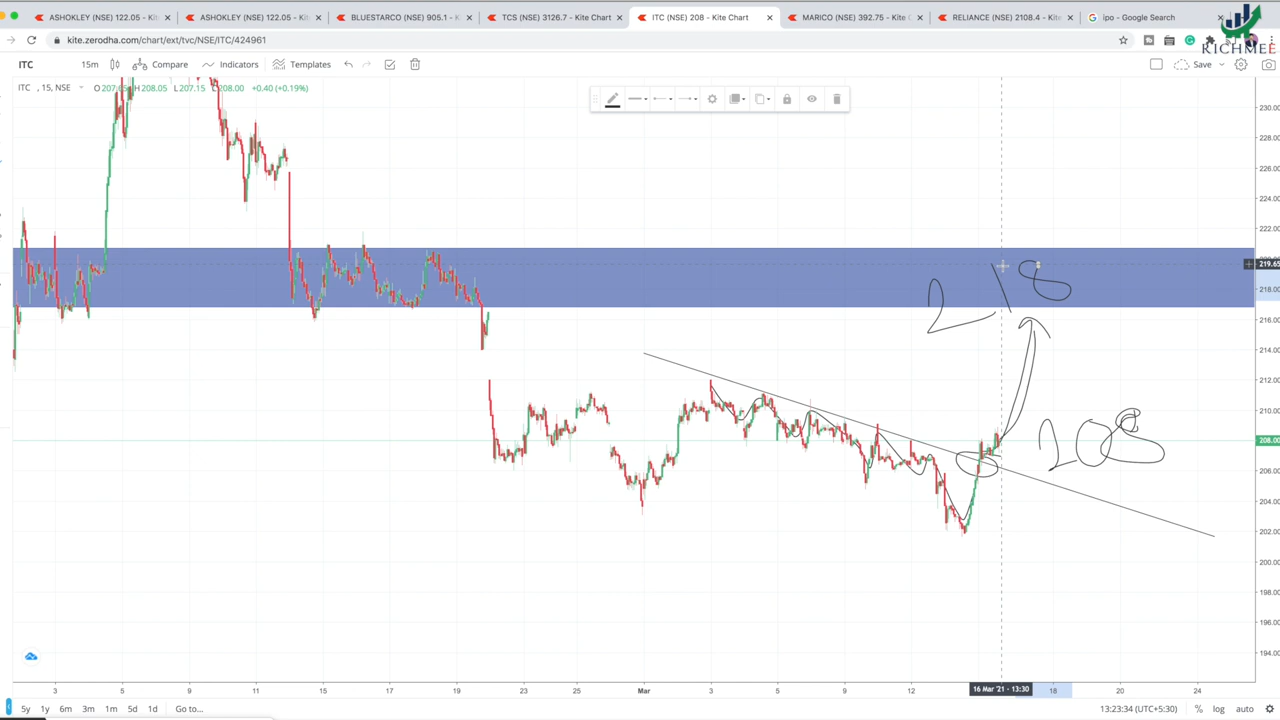 ASHOKLEY (NSE) 122.05 - Kite
ASHOKLEY (NSE) 122.05 - Kite
BLUESTARCO (NSE) 905.1 - Kite
TCS (NSE) 3126.7 - Kite Chart
ITC (NSE) 208 - Kite Chart
MARICO (NSE) 392.75 - Kite
RELIANCE (NSE) 2108.4 - Kite
ipo - Google Search
kite.zerodha.com/chart/ext/tvc/NSE/ITC/424961
RICHMEE
ITC
15m
Compare
Indicators
Templates
Save
ITC , 15, NSE
O207.65 H208.05 L207.15 C208.00 +0.40 (+0.19%)
230.00
228.00
226.00
224.00
222.00
219.65
218.00
216.00
214.00
212.00
210.00
208.00
206.00
204.00
202.00
200.00
198.00
196.00
194.00
218
208
3
5
9
11
15
17
19
23
25
Mar
3
5
9
12
16 Mar '21 - 13:30
18
20
24
5y
1y
6m
3m
1m
5d
1d
Go to...
13:23:34 (UTC+5:30)
%
log
auto